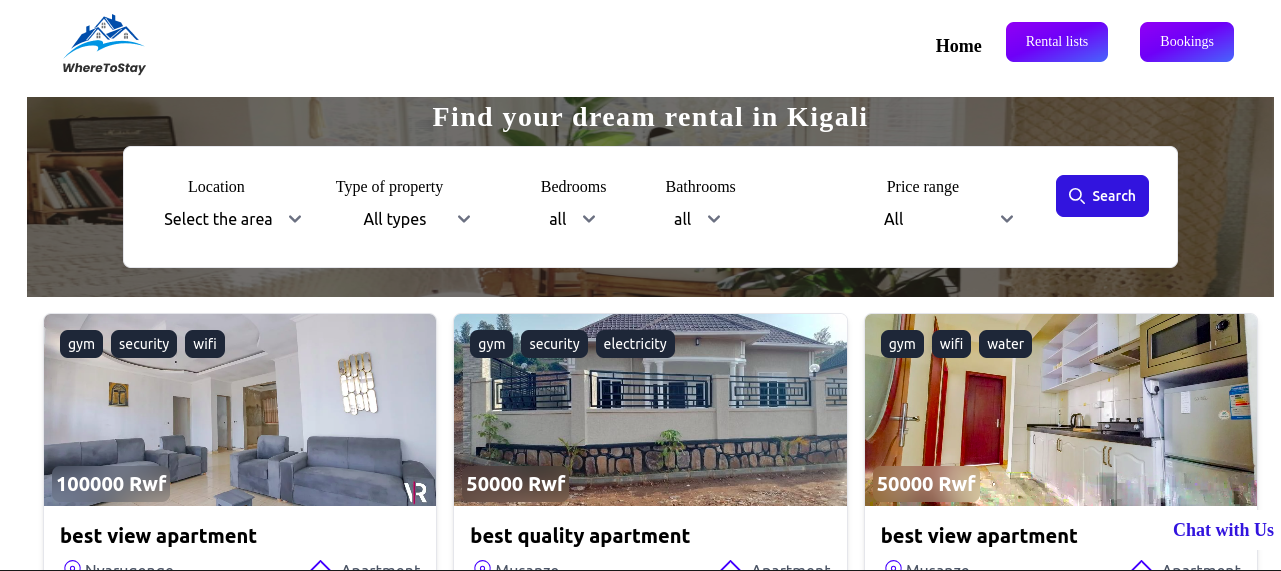 WhereToStay
Home
Rental lists
Bookings
Find your dream rental in Kigali
Location
Type of property
Bedrooms
Bathrooms
Price range
Select the area
All types
all
all
All
Search
gym
security
wifi
100000 Rwf
best view apartment
Nyarugenge
Apartment
gym
security
electricity
50000 Rwf
best quality apartment
Musanze
Apartment
gym
wifi
water
50000 Rwf
best view apartment
Musanze
Apartment
Chat with Us